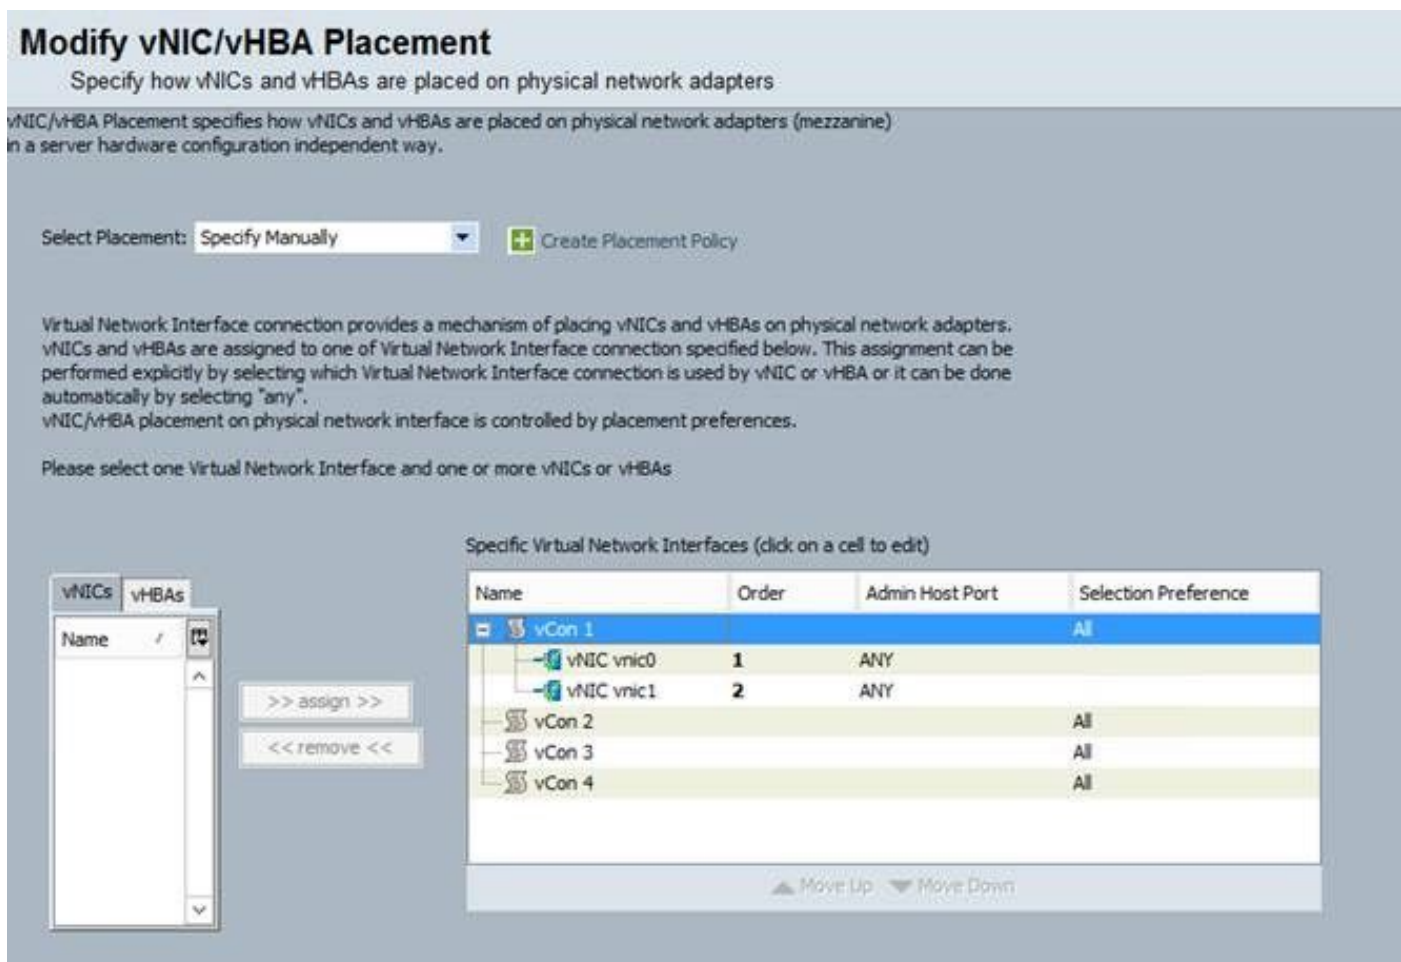 Modify vNIC/vHBA Placement
Specify how vNICs and vHBAs are placed on physical network adapters
vNIC/vHBA Placement specifies how vNICs and vHBAs are placed on physical network adapters (mezzanine)
in a server hardware configuration independent way.
Select Placement: Specify Manually Create Placement Policy
Virtual Network Interface connection provides a mechanism of placing vNICs and vHBAs on physical network adapters.
vNICs and vHBAs are assigned to one of Virtual Network Interface connection specified below. This assignment can be
performed explicitly by selecting which Virtual Network Interface connection is used by vNIC or vHBA or it can be done
automatically by selecting "any".
vNIC/vHBA placement on physical network interface is controlled by placement preferences.
Please select one Virtual Network Interface and one or more vNICs or vHBAs
vNICs vHBAs
Name
>> assign >>
<< remove <<
Specific Virtual Network Interfaces (click on a cell to edit)
Name Order Admin Host Port Selection Preference
vCon 1 All
vNIC vnic0 1 ANY
vNIC vnic1 2 ANY
vCon 2 All
vCon 3 All
vCon 4 All
Move Up Move Down